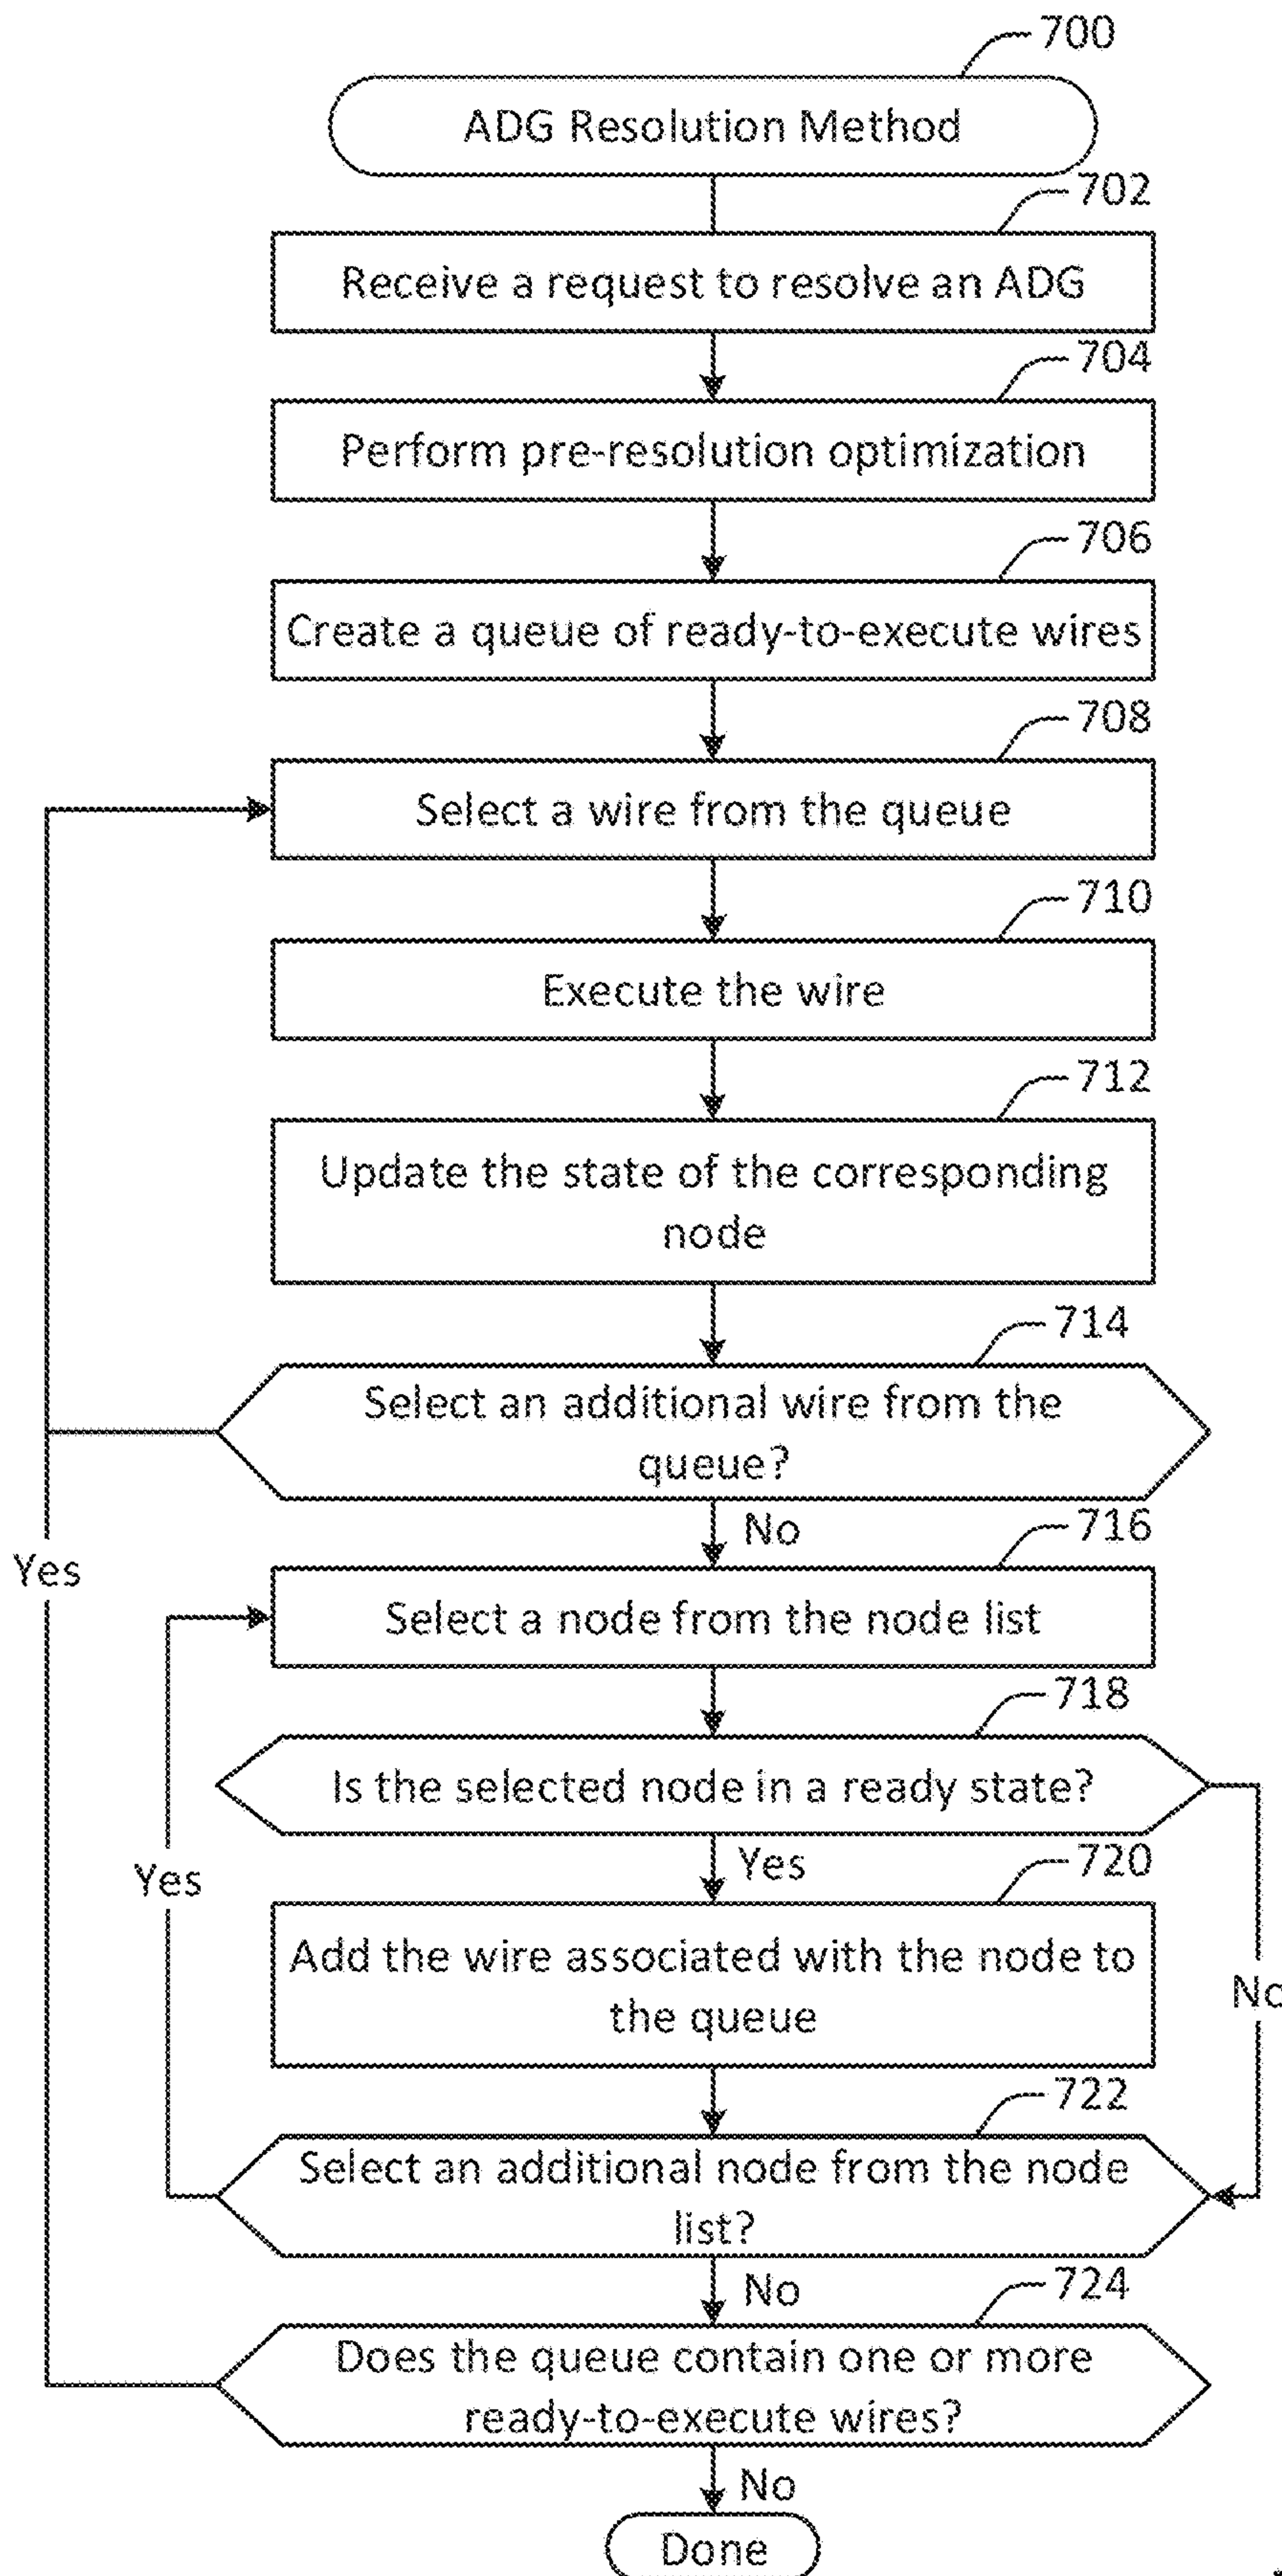 700
ADG Resolution Method
702
Receive a request to resolve an ADG
704
Perform pre-resolution optimization
706
Create a queue of ready-to-execute wires
708
Select a wire from the queue
710
Execute the wire
712
Update the state of the corresponding
node
714
Select an additional wire from the
queue?
No
716
Yes
Select a node from the node list
718
Is the selected node in a ready state?
Yes
720
Yes
Add the wire associated with the node to
the queue
No
722
Select an additional node from the node
list?
No
724
Does the queue contain one or more
ready-to-execute wires?
No
Done